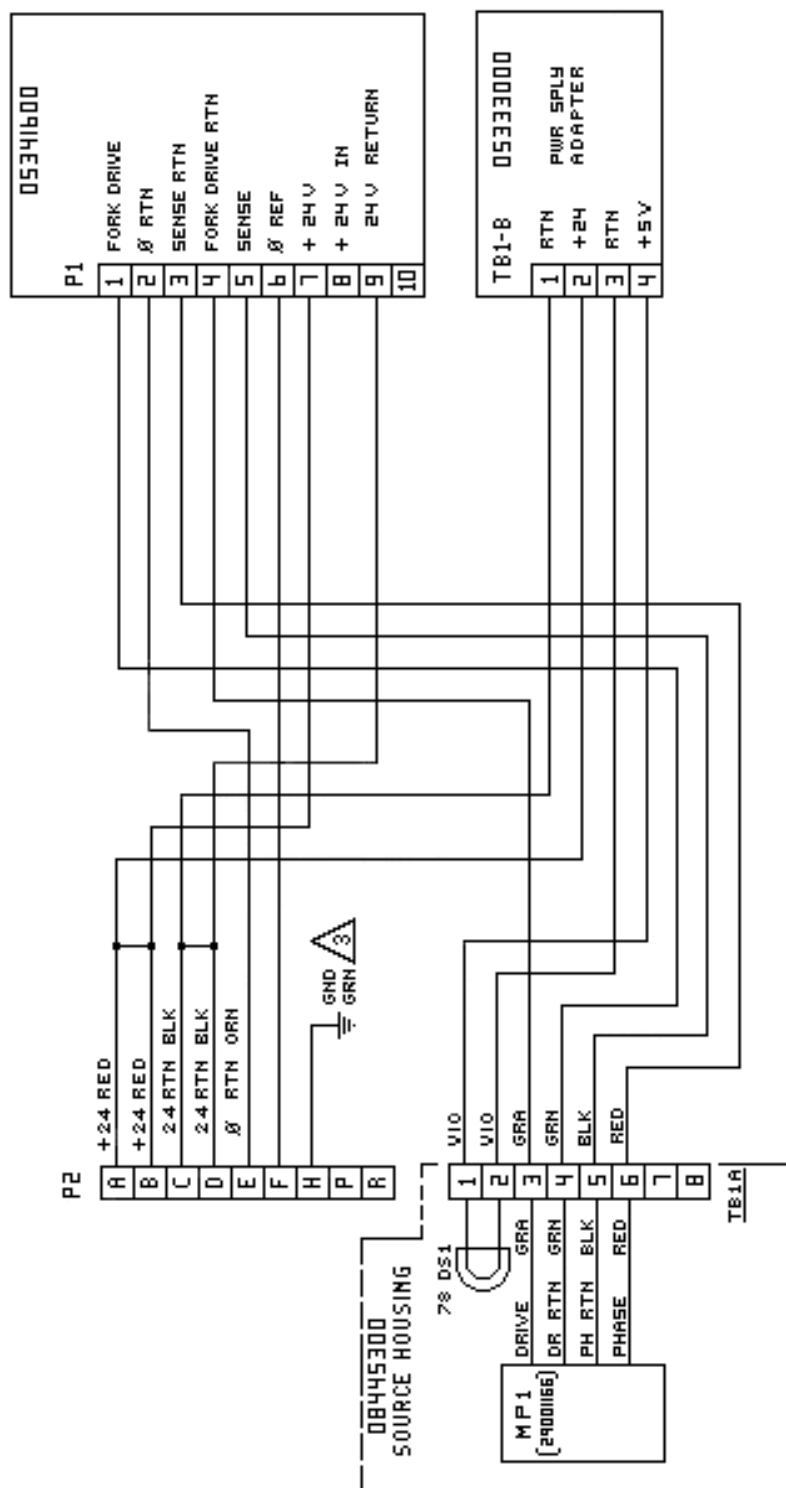 05341600
P1
1 FORK DRIVE
2 Ø RTN
3 SENSE RTN
4 FORK DRIVE RTN
5 SENSE
6 Ø REF
7 + 24 V
8 + 24V IN
9 24V RETURN
10
TB1-B 05333000
PWR SPLY
ADAPTER
1 RTN
2 +24
3 RTN
4 +5V
P2
A +24 RED
B +24 RED
C 24 RTN BLK
D 24 RTN BLK
E Ø RTN ORN
F
H
P
R
GND
GRN
3
08445300
SOURCE HOUSING
78 DS1
TB1A
1 VIO
2 VIO
3 GRA
4 GRN
5 BLK
6 RED
7
8
DRIVE GRA
DR RTN GRN
PH RTN BLK
PHASE RED
MP1
(29001166)